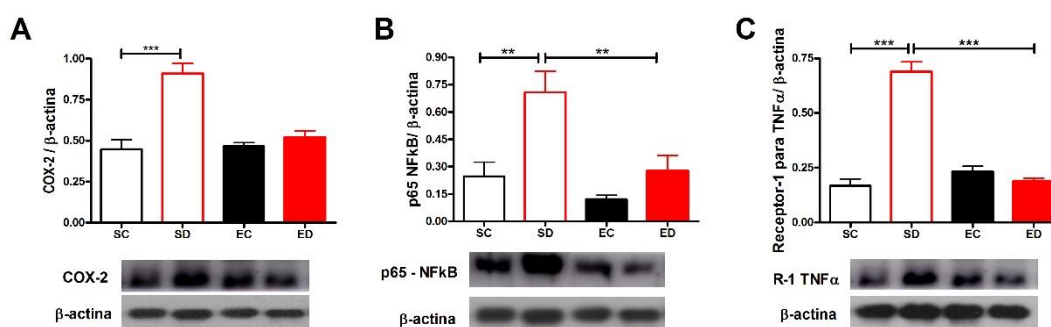 A
COX-2 / β-actina
1.00
0.75
0.50
0.25
0.00
***
SC SD EC ED
COX-2
β-actina
B
p65 NFkB/ β-actina
0.90
0.75
0.60
0.45
0.30
0.15
0.00
** **
SC SD EC ED
p65 - NFkB
β-actina
C
Receptor-1 para TNFα/ β-actina
0.75
0.50
0.25
0.00
*** ***
SC SD EC ED
R-1 TNFα
β-actina